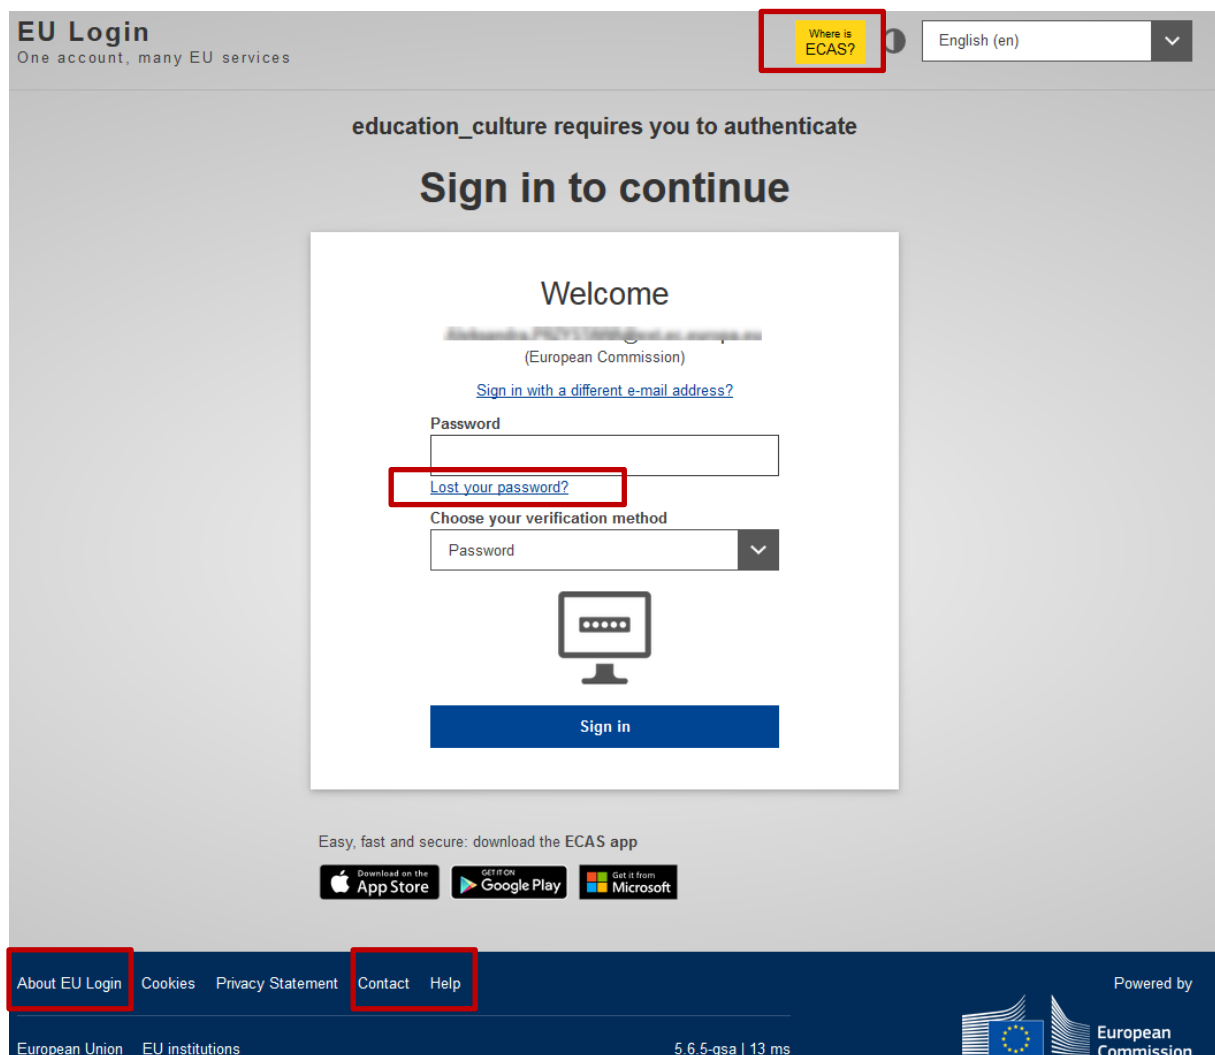 EU Login
One account, many EU services
Where is
ECAS?
English (en)
education_culture requires you to authenticate
Sign in to continue
Welcome
(European Commission)
Sign in with a different e-mail address?
Password
Lost your password?
Choose your verification method
Password
Sign in
Easy, fast and secure: download the ECAS app
Download on the
App Store
GET IT ON
Google Play
Get it from
Microsoft
About EU Login Cookies Privacy Statement Contact Help
Powered by
European Union EU institutions
5.6.5-gsa | 13 ms
European
Commission